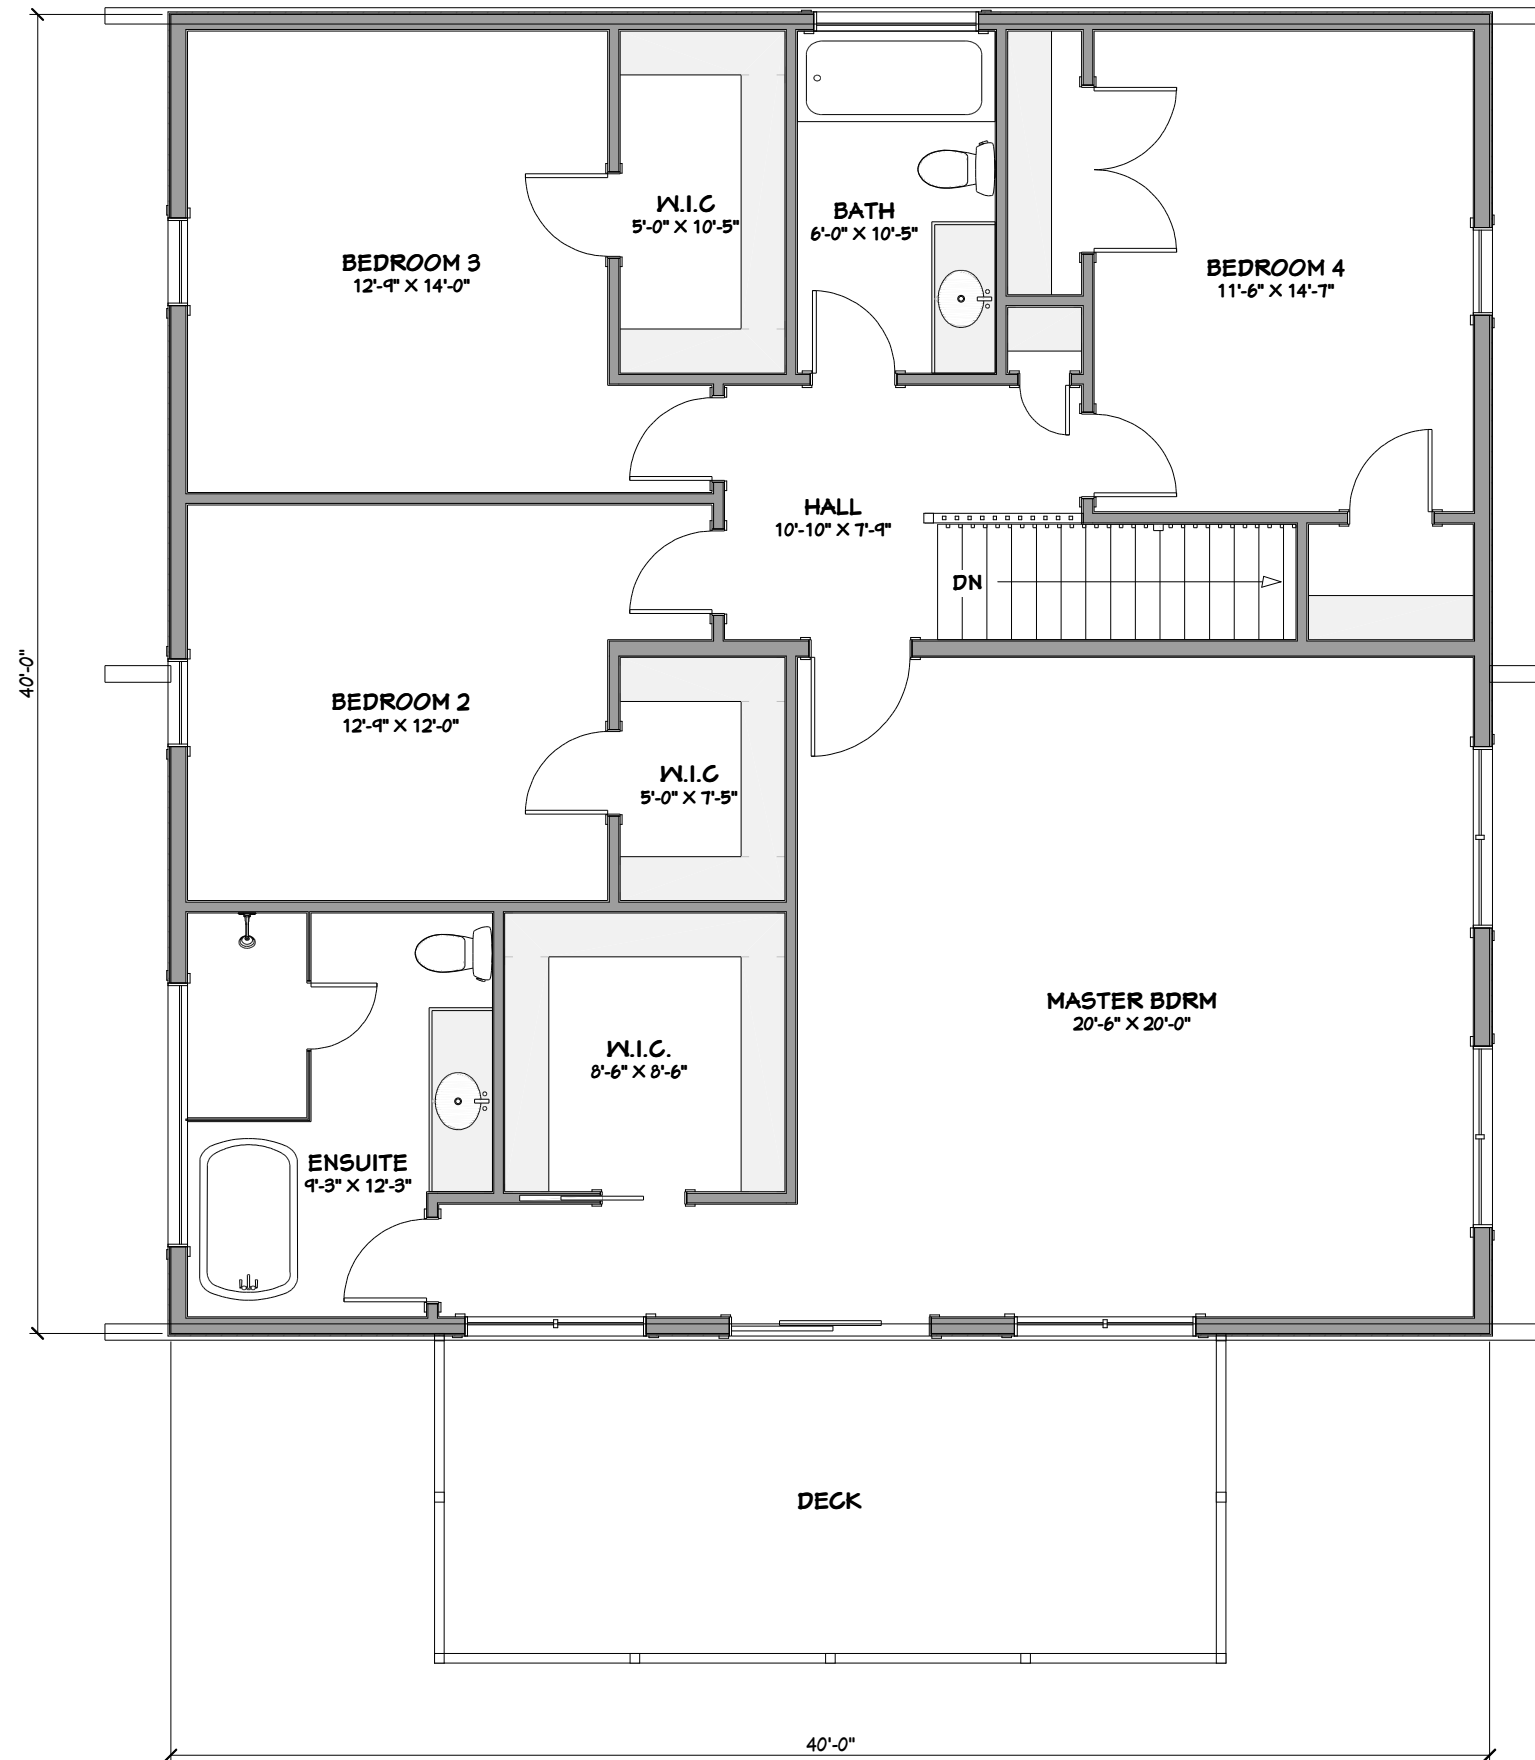 W.I.C
5'-0" X 10'-5"
BATH
6'-0" X 10'-5"
BEDROOM 3
12'-9" X 14'-0"
BEDROOM 4
11'-6" X 14'-7"
HALL
10'-10" X 7'-9"
DN
40'-0"
BEDROOM 2
12'-9" X 12'-0"
W.I.C
5'-0" X 7'-5"
MASTER BDRM
20'-6" X 20'-0"
W.I.C.
8'-6" X 8'-6"
ENSUITE
9'-3" X 12'-3"
DECK
40'-0"